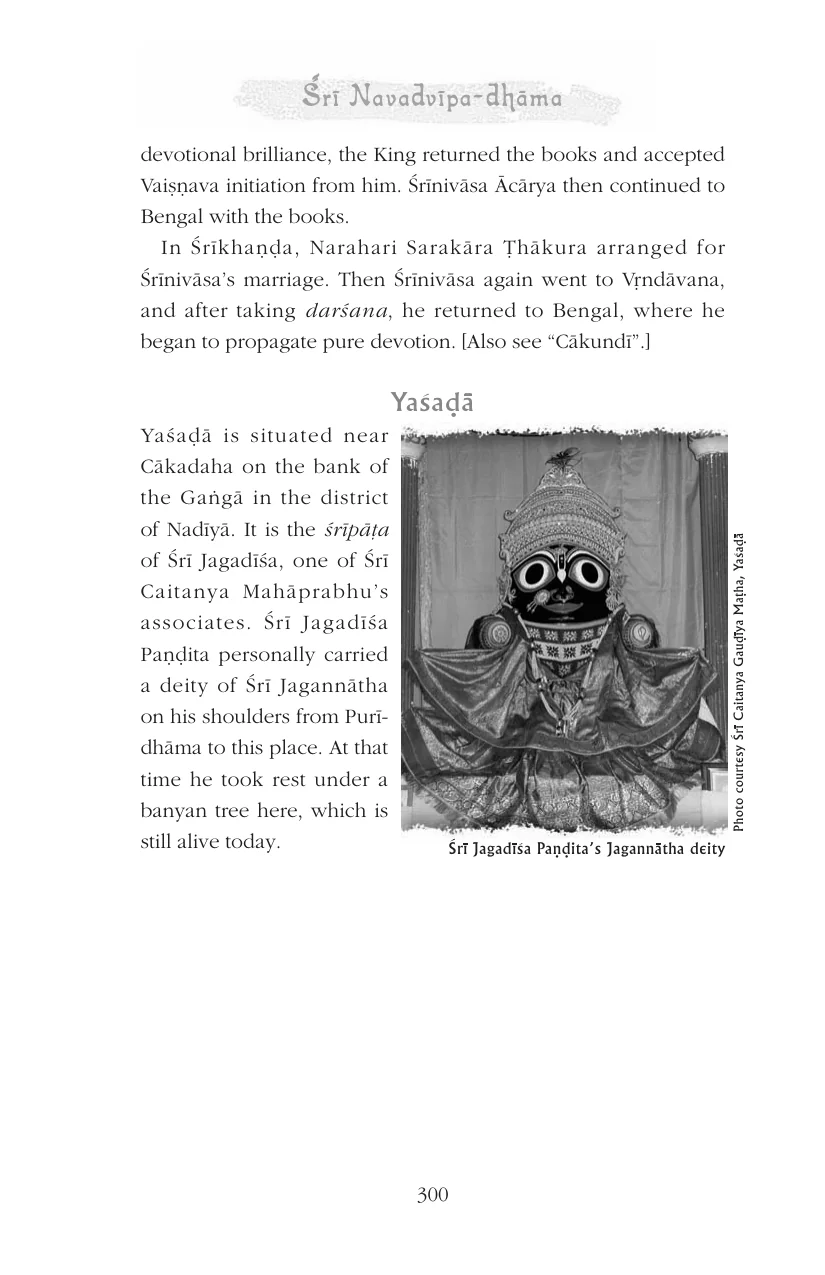 Śrī Navadvīpa-dhāma
devotional brilliance, the King returned the books and accepted
Vaiṣṇava initiation from him. Śrīnivāsa Ācārya then continued to
Bengal with the books.
In Śrīkhaṇḍa, Narahari Sarakāra Ṭhākura arranged for
Śrīnivāsa’s marriage. Then Śrīnivāsa again went to Vṛndāvana,
and after taking darśana, he returned to Bengal, where he
began to propagate pure devotion. [Also see “Cākundī”.]
Yaśaḍā
Yaśaḍā is situated near
Cākadaha on the bank of
the Gaṅgā in the district
of Nadīyā. It is the śrīpāṭa
of Śrī Jagadīśa, one of Śrī
Caitanya Mahāprabhu’s
associates. Śrī Jagadīśa
Paṇḍita personally carried
a deity of Śrī Jagannātha
on his shoulders from Purī-
dhāma to this place. At that
time he took rest under a
banyan tree here, which is
still alive today.
Photo courtesy Śrī Caitanya Gauḍīya Maṭha, Yaśaḍā
Śrī Jagadīśa Paṇḍita’s Jagannātha deity
300